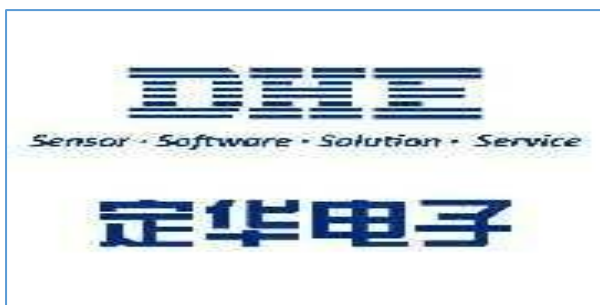 DHE
Sensor · Software · Solution · Service
定华电子